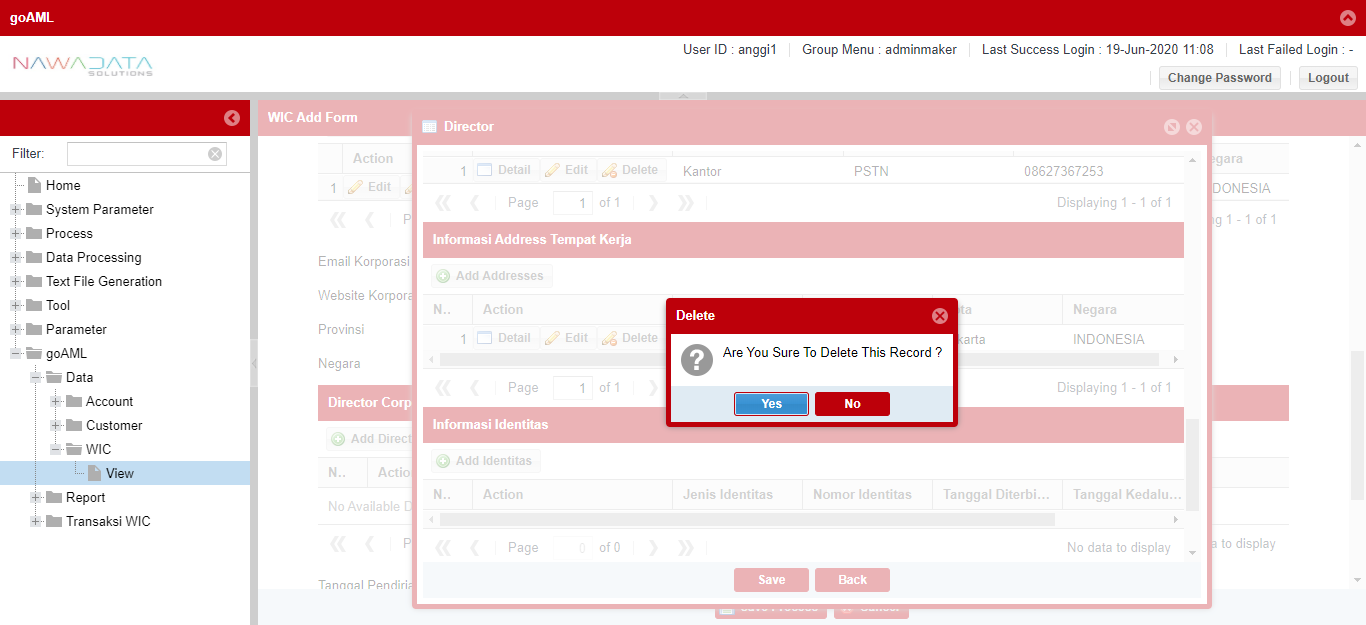 goAML
NAWADATA
SOLUTIONS
User ID : anggi1
Group Menu : adminmaker
Last Success Login : 19-Jun-2020 11:08
Last Failed Login : -
Change Password
Logout
Filter:
Home
System Parameter
Process
Data Processing
Text File Generation
Tool
Parameter
goAML
Data
Account
Customer
WIC
View
Report
Transaksi WIC
WIC Add Form
Action
1 Edit
Email Korporasi
Website Korpora
Provinsi
Negara
Director Corp
Add Direct
N..
Actio
No Available D
Tanggal Pendiria
egara
DONESIA
ng 1 - 1 of 1
a to display
Director
1 Detail Edit Delete Kantor PSTN 08627367253
Page 1 of 1 Displaying 1 - 1 of 1
Informasi Address Tempat Kerja
Add Addresses
N.. Action Negara
1 Detail Edit Delete karta INDONESIA
Page 1 of 1 Displaying 1 - 1 of 1
Informasi Identitas
Add Identitas
N.. Action Jenis Identitas Nomor Identitas Tanggal Diterbi... Tanggal Kedalu...
Page 0 of 0 No data to display
Save Back
Delete
Are You Sure To Delete This Record ?
Yes No